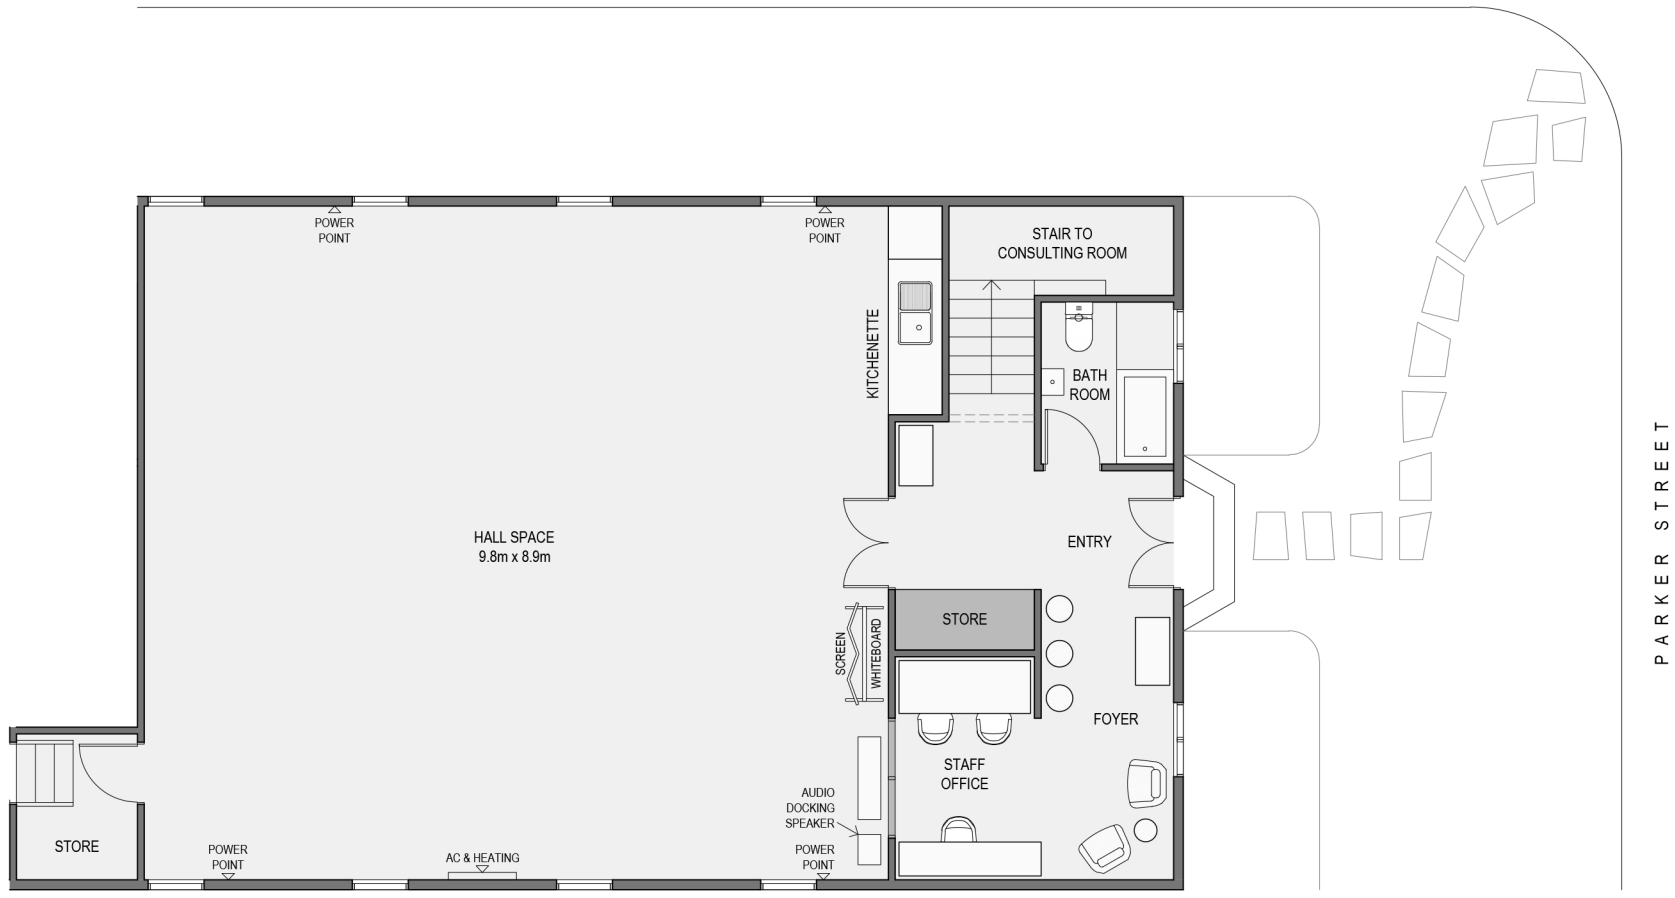 POWER
POINT
POWER
POINT
STAIR TO
CONSULTING ROOM
KITCHENETTE
BATH
ROOM
HALL SPACE
9.8m x 8.9m
ENTRY
STORE
SCREEN
WHITEBOARD
FOYER
STAFF
OFFICE
AUDIO
DOCKING
SPEAKER
STORE
POWER
POINT
AC & HEATING
POWER
POINT
PARKER STREET